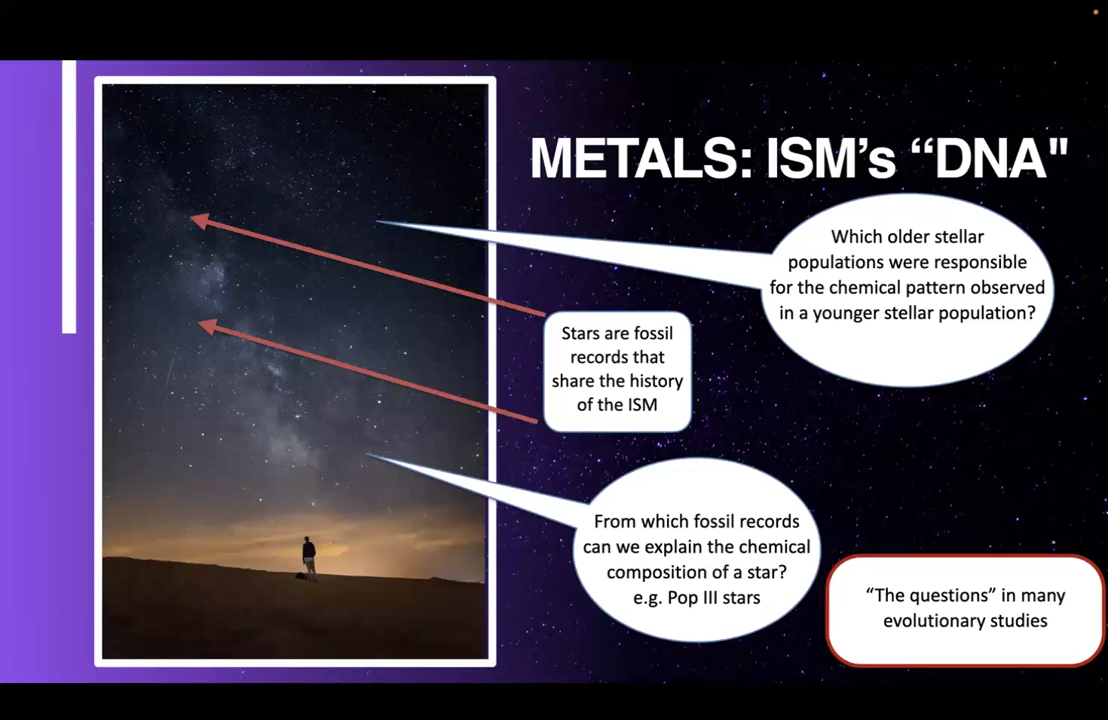 METALS: ISM’s “DNA"
Which older stellar
populations were responsible
for the chemical pattern observed
in a younger stellar population?
Stars are fossil
records that
share the history
of the ISM
From which fossil records
can we explain the chemical
composition of a star?
e.g. Pop III stars
“The questions” in many
evolutionary studies